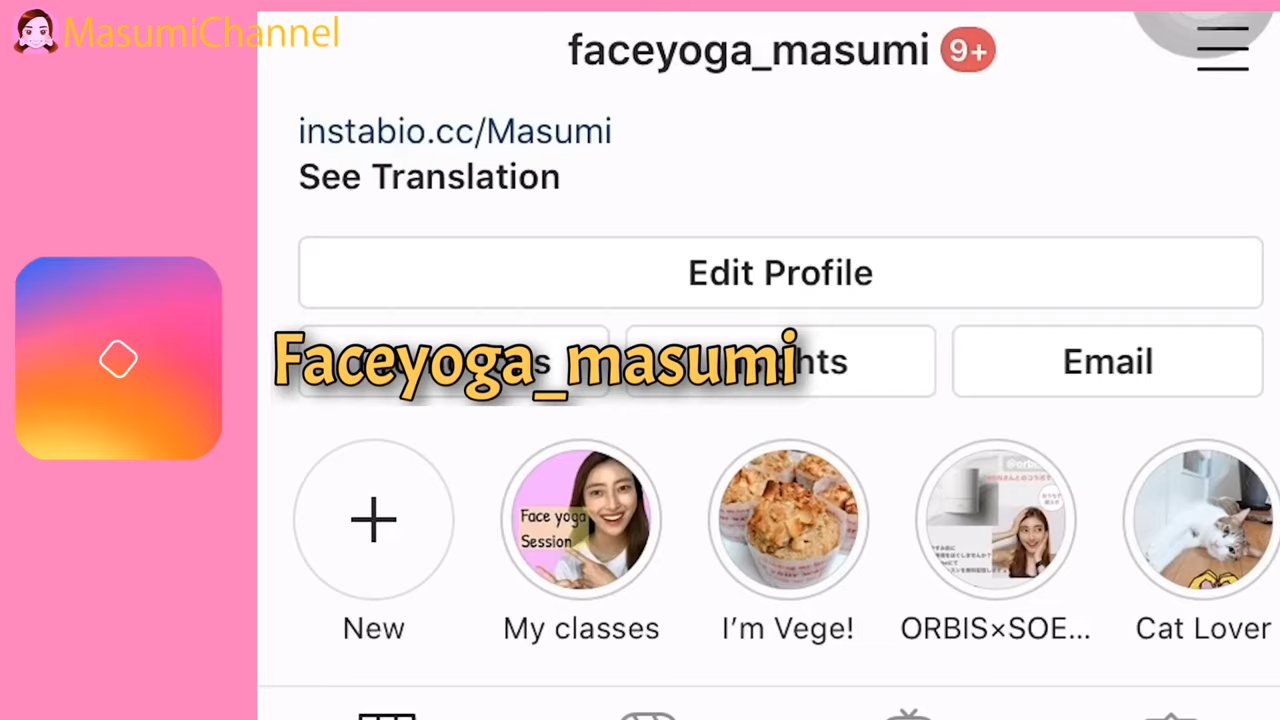 MasumiChannel
faceyoga_masumi 9+
instabio.cc/Masumi
See Translation
Edit Profile
Faceyoga_masumi
Email
Face yoga
Session
New
My classes
I'm Vege!
ORBIS×SOE...
Cat Lover